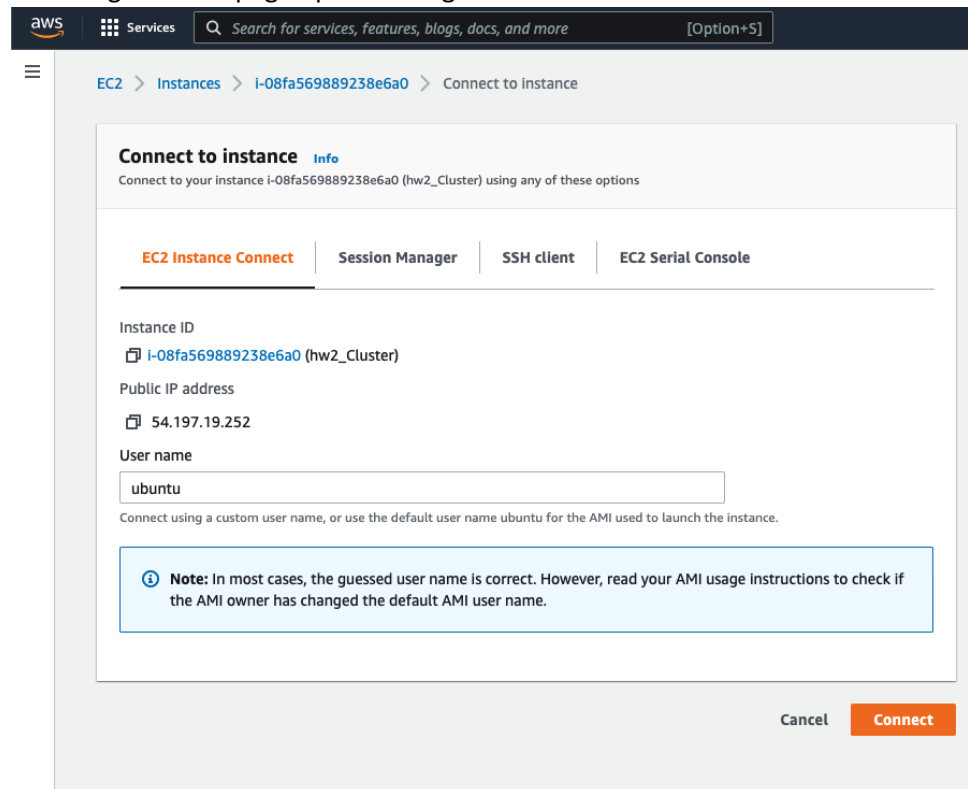 aws
Services
Search for services, features, blogs, docs, and more
[Option+S]
EC2 > Instances > i-08fa569889238e6a0 > Connect to instance
Connect to instance Info
Connect to your instance i-08fa569889238e6a0 (hw2_Cluster) using any of these options
EC2 Instance Connect
Session Manager
SSH client
EC2 Serial Console
Instance ID
i-08fa569889238e6a0 (hw2_Cluster)
Public IP address
54.197.19.252
User name
ubuntu
Connect using a custom user name, or use the default user name ubuntu for the AMI used to launch the instance.
Note: In most cases, the guessed user name is correct. However, read your AMI usage instructions to check if
the AMI owner has changed the default AMI user name.
Cancel
Connect